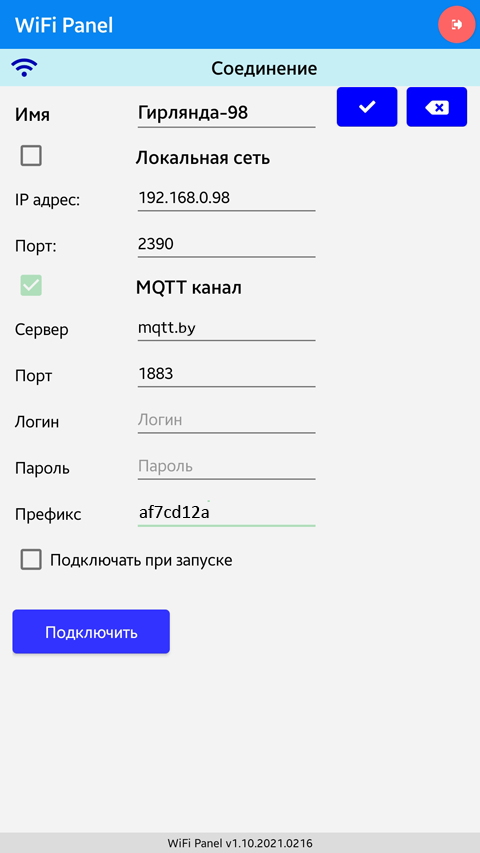 WiFi Panel
Соединение
Имя Гирлянда-98
Локальная сеть
IP адрес: 192.168.0.98
Порт: 2390
MQTT канал
Сервер mqtt.by
Порт 1883
Логин Логин
Пароль Пароль
Префикс af7cd12a
Подключать при запуске
Подключить
WiFi Panel v1.10.2021.0216